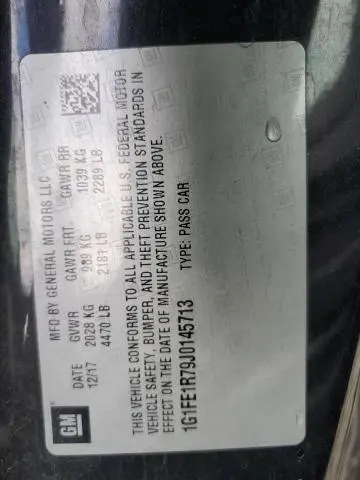 GM
MFD BY GENERAL MOTORS LLC
DATE GVWR GAWR FRT GAWR RR
12/17 2028 KG 989 KG 1039 KG
4470 LB 2181 LB 2289 LB
THIS VEHICLE CONFORMS TO ALL APPLICABLE U.S. FEDERAL MOTOR
VEHICLE SAFETY, BUMPER, AND THEFT PREVENTION STANDARDS IN
EFFECT ON THE DATE OF MANUFACTURE SHOWN ABOVE.
1G1FE1R79J0145713 TYPE: PASS CAR